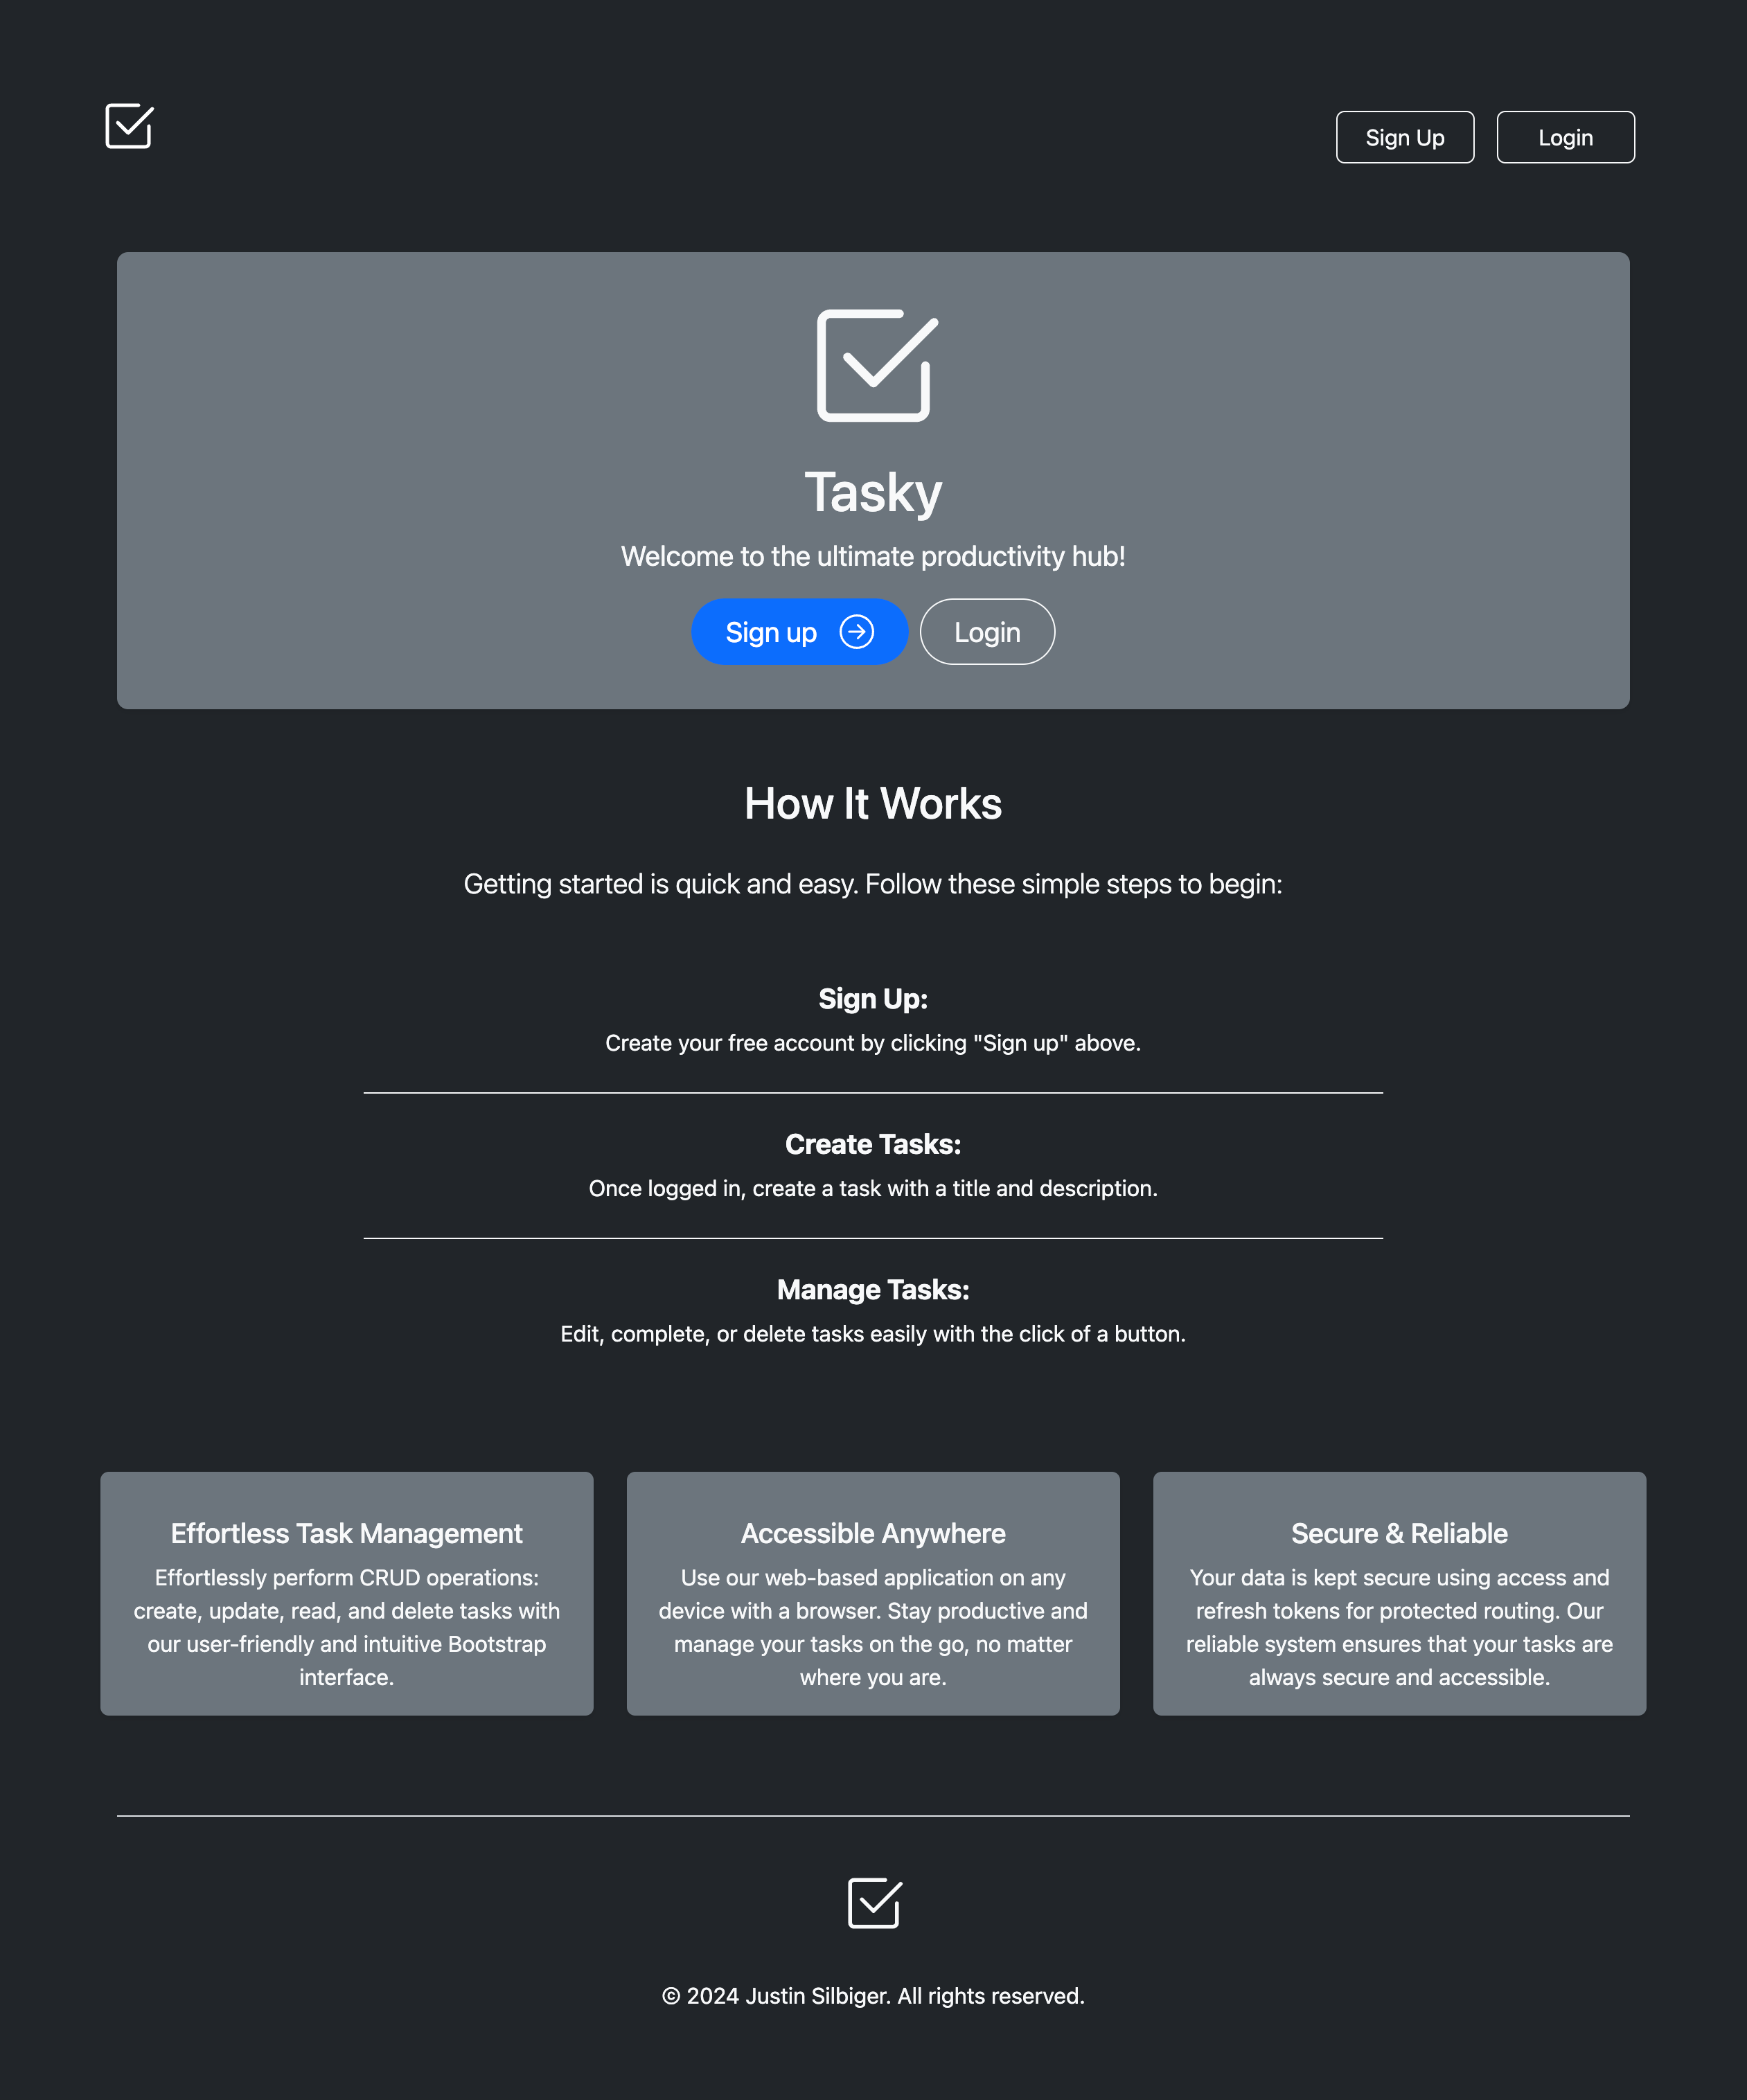 Sign Up
Login
Tasky
Welcome to the ultimate productivity hub!
Sign up
Login
How It Works
Getting started is quick and easy. Follow these simple steps to begin:
Sign Up:
Create your free account by clicking "Sign up" above.
Create Tasks:
Once logged in, create a task with a title and description.
Manage Tasks:
Edit, complete, or delete tasks easily with the click of a button.
Effortless Task Management
Effortlessly perform CRUD operations:
create, update, read, and delete tasks with
our user-friendly and intuitive Bootstrap
interface.
Accessible Anywhere
Use our web-based application on any
device with a browser. Stay productive and
manage your tasks on the go, no matter
where you are.
Secure & Reliable
Your data is kept secure using access and
refresh tokens for protected routing. Our
reliable system ensures that your tasks are
always secure and accessible.
© 2024 Justin Silbiger. All rights reserved.